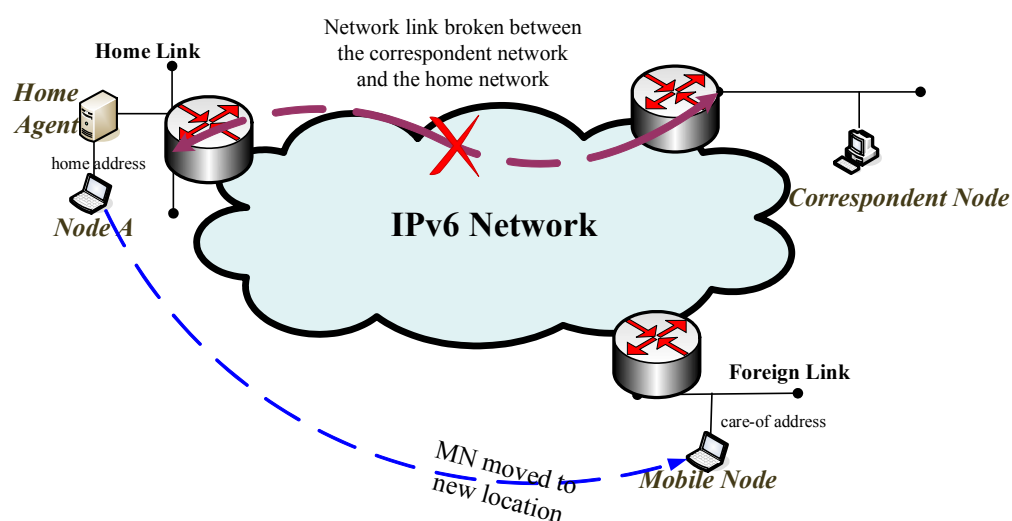 Network link broken between
the correspondent network
and the home network
Home Link
Home
Agent
home address
Node A
IPv6 Network
Correspondent Node
Foreign Link
care-of address
Mobile Node
MN moved to
new location